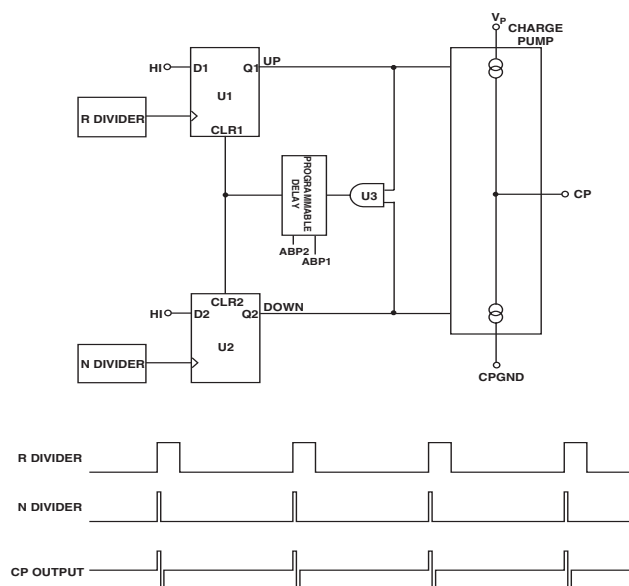 VP
CHARGE
PUMP
HI
D1
Q1
UP
U1
R DIVIDER
CLR1
PROGRAMMABLE
DELAY
U3
CP
ABP2
ABP1
CLR2
HI
D2
Q2
DOWN
U2
N DIVIDER
CPGND
R DIVIDER
N DIVIDER
CP OUTPUT